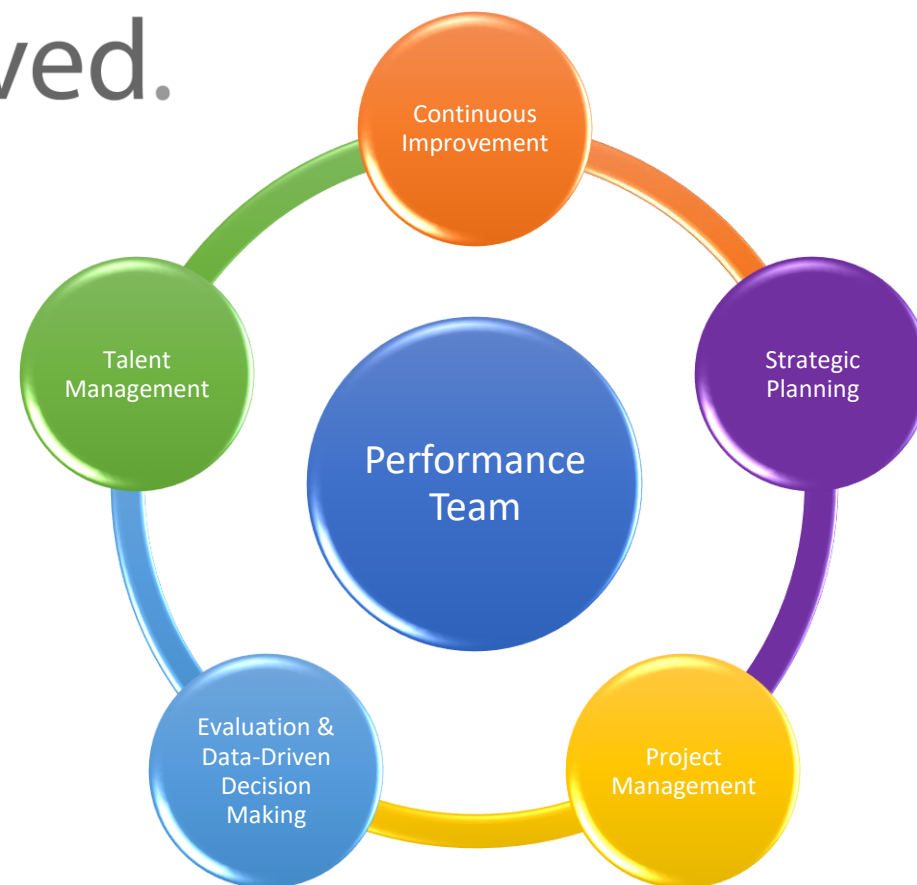 ved.
Continuous
Improvement
Strategic
Planning
Project
Management
Evaluation &
Data-Driven
Decision
Making
Talent
Management
Performance
Team